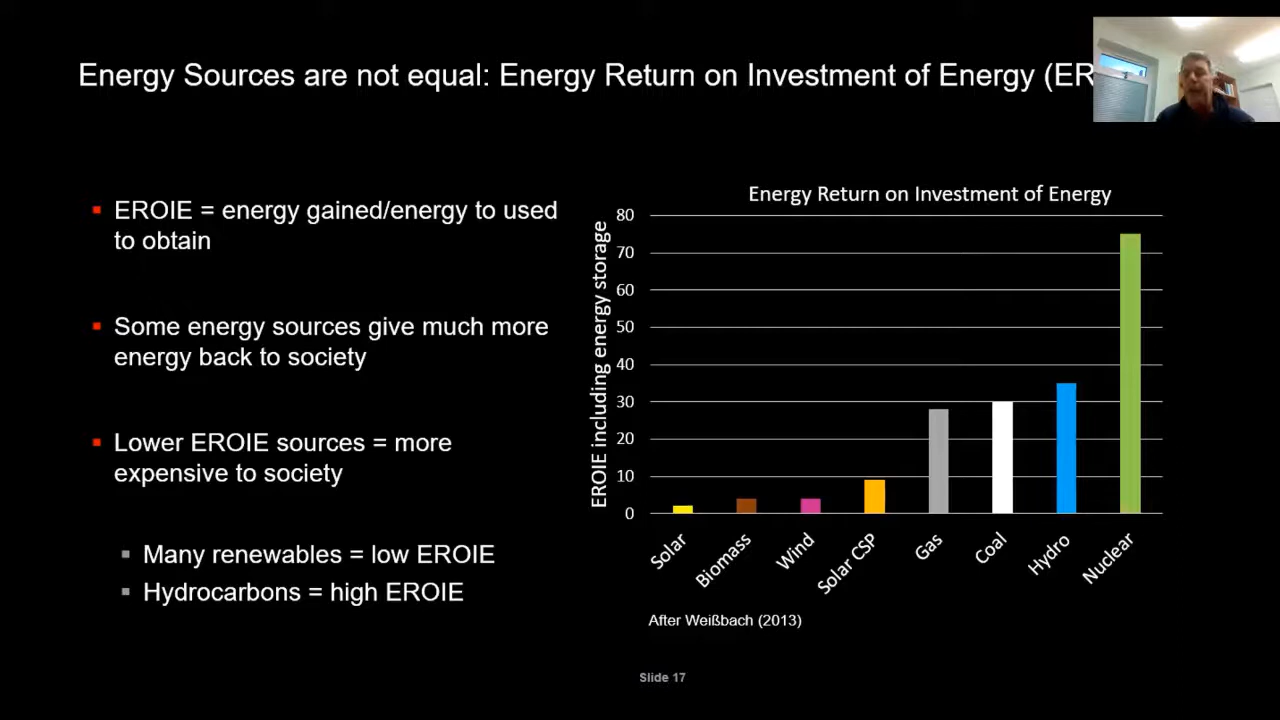 Energy Sources are not equal: Energy Return on Investment of Energy (ER
EROIE = energy gained/energy to used
to obtain
Some energy sources give much more
energy back to society
Lower EROIE sources = more
expensive to society
Many renewables = low EROIE
Hydrocarbons = high EROIE
Energy Return on Investment of Energy
EROIE including energy storage
80
70
60
50
40
30
20
10
0
Solar
Biomass
Wind
Solar CSP
Gas
Coal
Hydro
Nuclear
After Weißbach (2013)
Slide 17